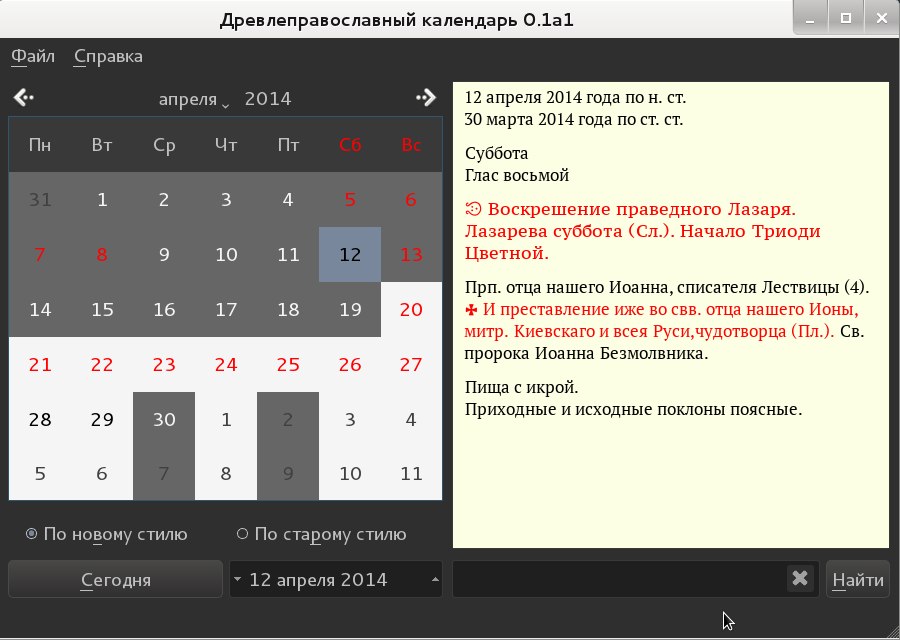 Древлеправославный календарь 0.1a1
Файл Справка
апреля 2014
Пн Вт Ср Чт Пт Сб Вс
31 1 2 3 4 5 6
7 8 9 10 11 12 13
14 15 16 17 18 19 20
21 22 23 24 25 26 27
28 29 30 1 2 3 4
5 6 7 8 9 10 11
По новому стилю По старому стилю
Сегодня 12 апреля 2014
12 апреля 2014 года по н. ст.
30 марта 2014 года по ст. ст.
Суббота
Глас восьмой
Воскрешение праведного Лазаря.
Лазарева суббота (Сл.). Начало Триоди
Цветной.
Прп. отца нашего Иоанна, списателя Лествицы (4).
✠ И преставление иже во свв. отца нашего Ионы,
митр. Киевскаго и всея Руси,чудотворца (Пл.). Св.
пророка Иоанна Безмолвника.
Пища с икрой.
Приходные и исходные поклоны поясные.
Найти